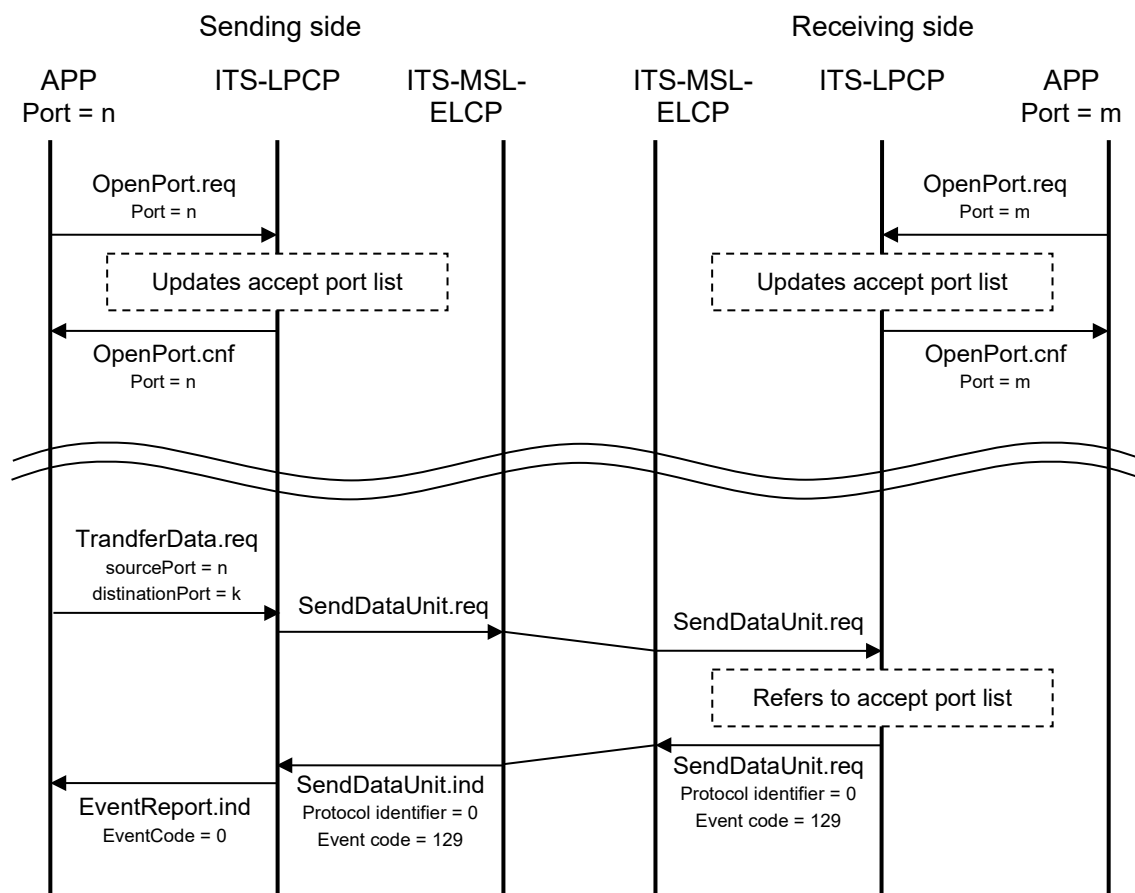 Sending side
Receiving side
APP
Port = n
ITS-LPCP
ITS-MSL-
ELCP
ITS-MSL-
ELCP
ITS-LPCP
APP
Port = m
OpenPort.req
Port = n
OpenPort.req
Port = m
Updates accept port list
Updates accept port list
OpenPort.cnf
Port = n
OpenPort.cnf
Port = m
TrandferData.req
sourcePort = n
distinationPort = k
SendDataUnit.req
SendDataUnit.req
Refers to accept port list
SendDataUnit.req
Protocol identifier = 0
Event code = 129
SendDataUnit.ind
Protocol identifier = 0
Event code = 129
EventReport.ind
EventCode = 0